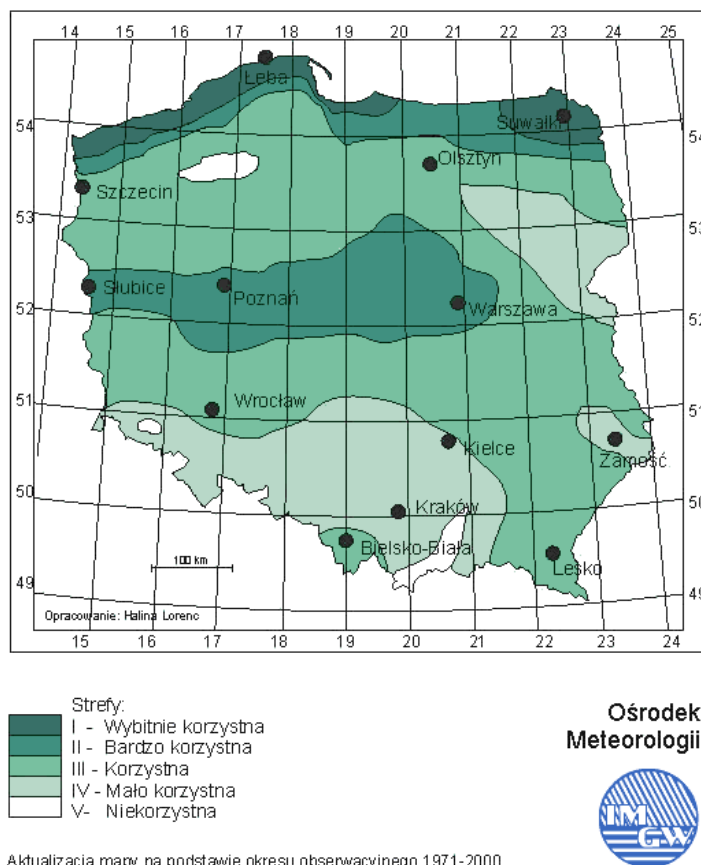 14 15 16 17 18 19 20 21 22 23 24 25
Łeba
54 Suwałki 54
Olsztyn
Szczecin
53 53
Słubice Poznań Warszawa
52 52
Wrocław
51 51
Kielce Zamość
50 Kraków 50
Bielsko-Biała Lesko
100 km
49 49
Opracowanie: Halina Lorenc
15 16 17 18 19 20 21 22 23 24
Strefy:
I - Wybitnie korzystna
II - Bardzo korzystna
III - Korzystna
IV - Mało korzystna
V- Niekorzystna
Ośrodek
Meteorologii
IM
GW
Aktualizacja mapy na podstawie okresu obserwacyjnego 1971-2000